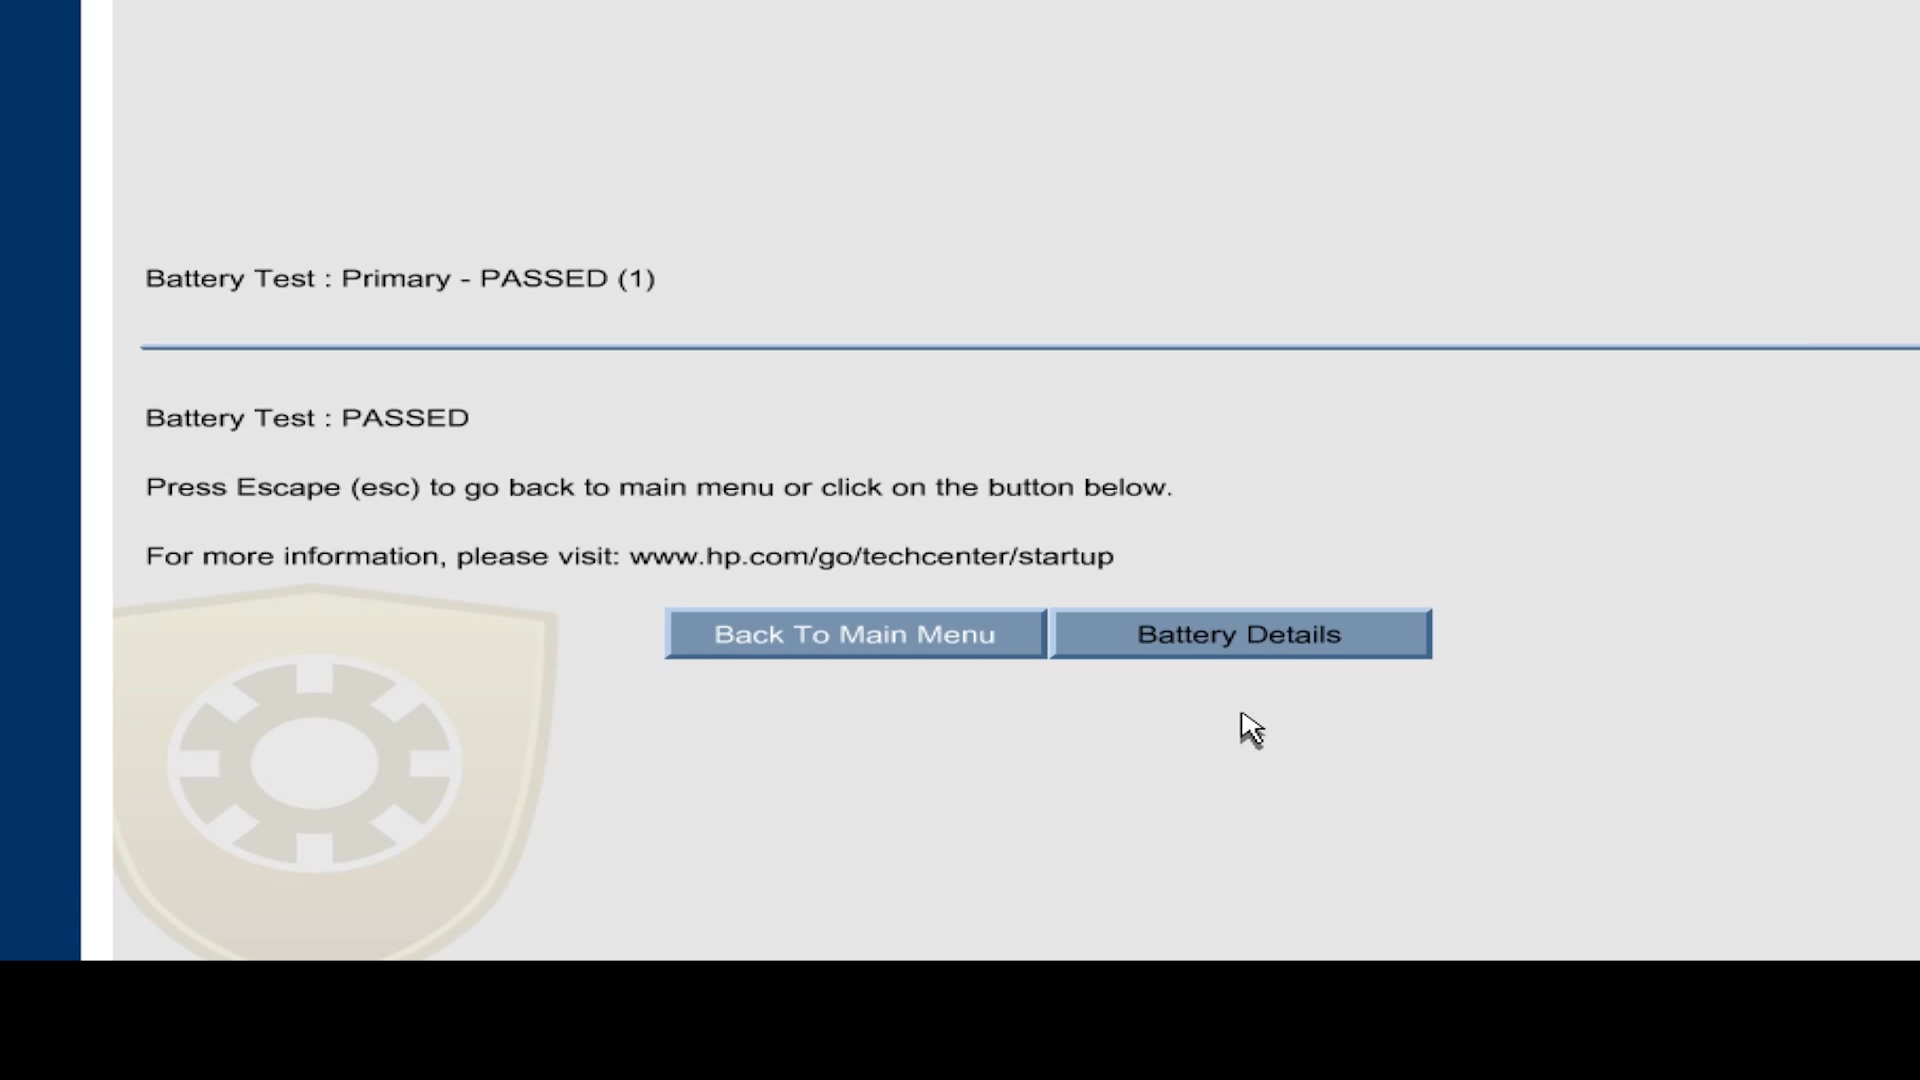 Battery Test : Primary - PASSED (1)
Battery Test : PASSED
Press Escape (esc) to go back to main menu or click on the button below.
For more information, please visit: www.hp.com/go/techcenter/startup
Back To Main Menu
Battery Details